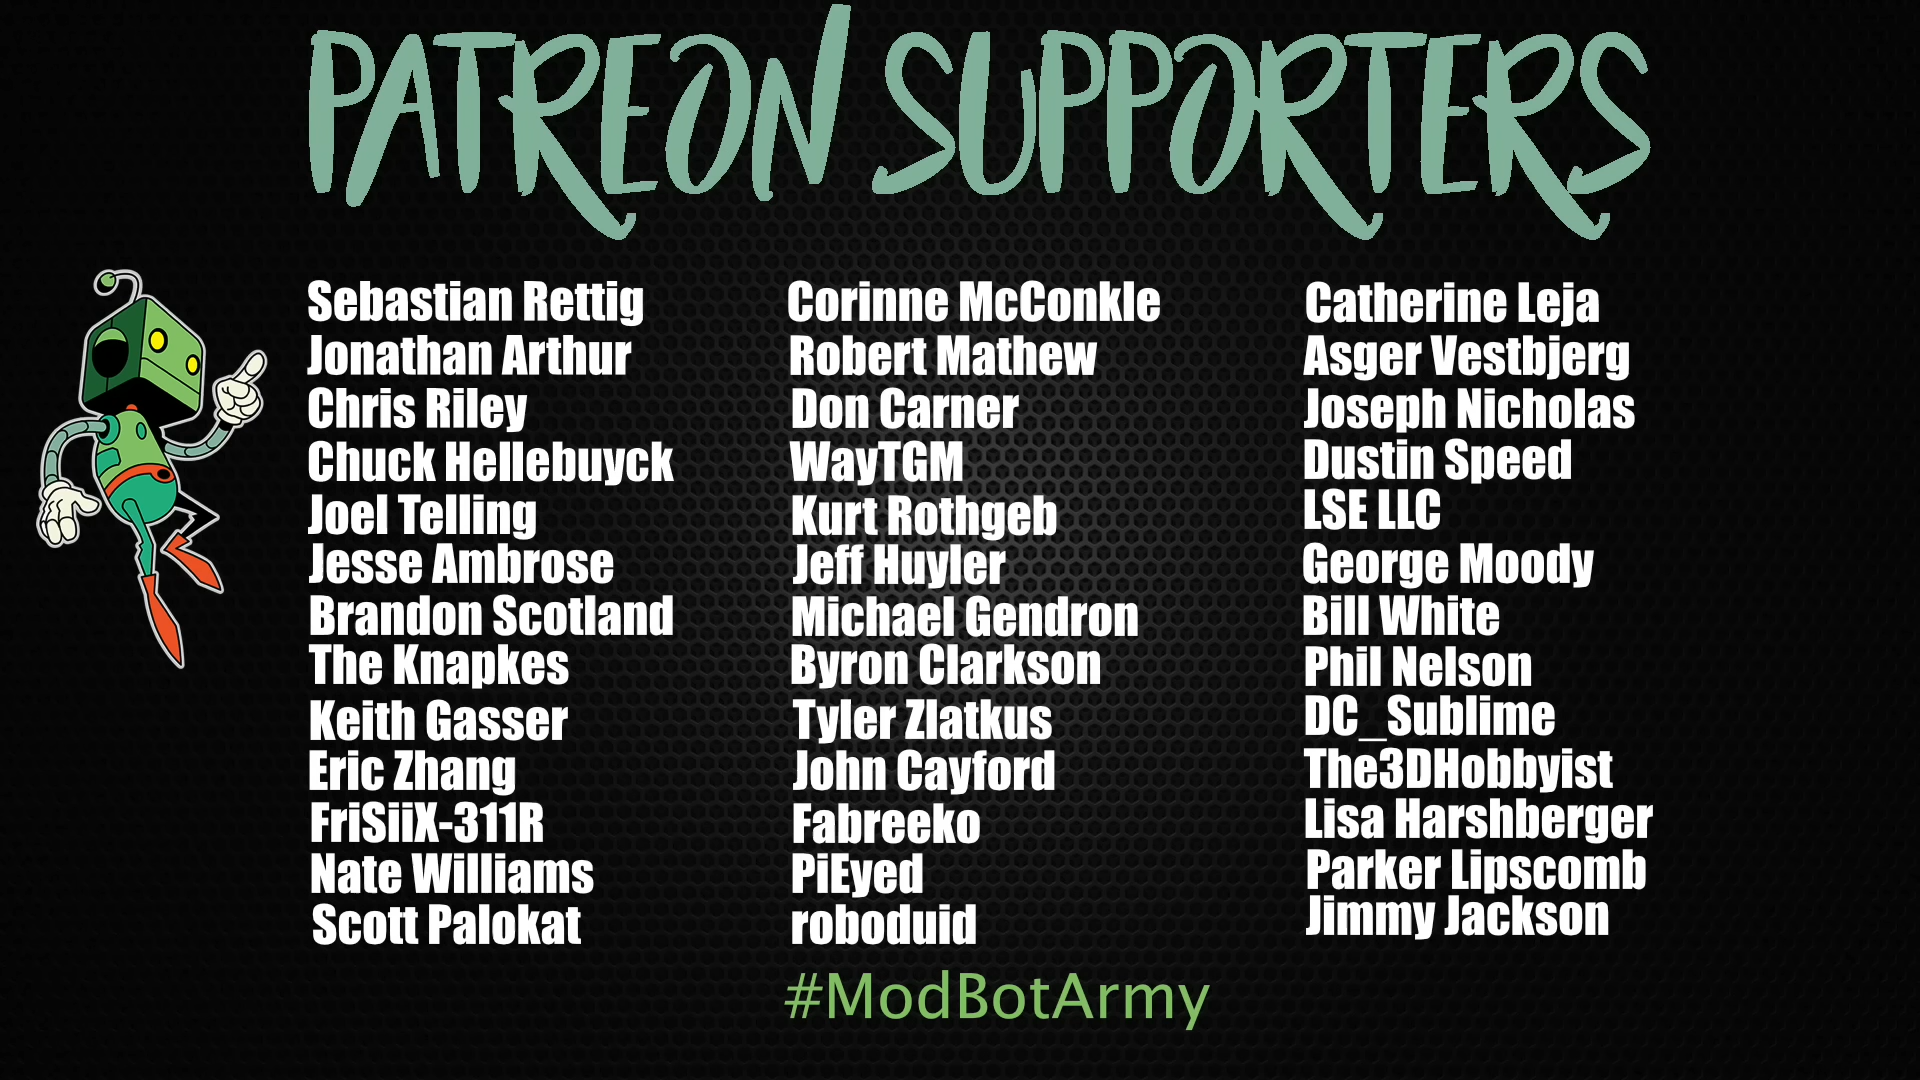 PATREON SUPPORTERS
Sebastian Rettig
Jonathan Arthur
Chris Riley
Chuck Hellebuyck
Joel Telling
Jesse Ambrose
Brandon Scotland
The Knapkes
Keith Gasser
Eric Zhang
FriSiiX-311R
Nate Williams
Scott Palokat
Corinne McConkle
Robert Mathew
Don Carner
WayTGM
Kurt Rothgeb
Jeff Huyler
Michael Gendron
Byron Clarkson
Tyler Zlatkus
John Cayford
Fabreeko
PiEyed
roboduid
Catherine Leja
Asger Vestbjerg
Joseph Nicholas
Dustin Speed
LSE LLC
George Moody
Bill White
Phil Nelson
DC_Sublime
The3DHobbyist
Lisa Harshberger
Parker Lipscomb
Jimmy Jackson
#ModBotArmy